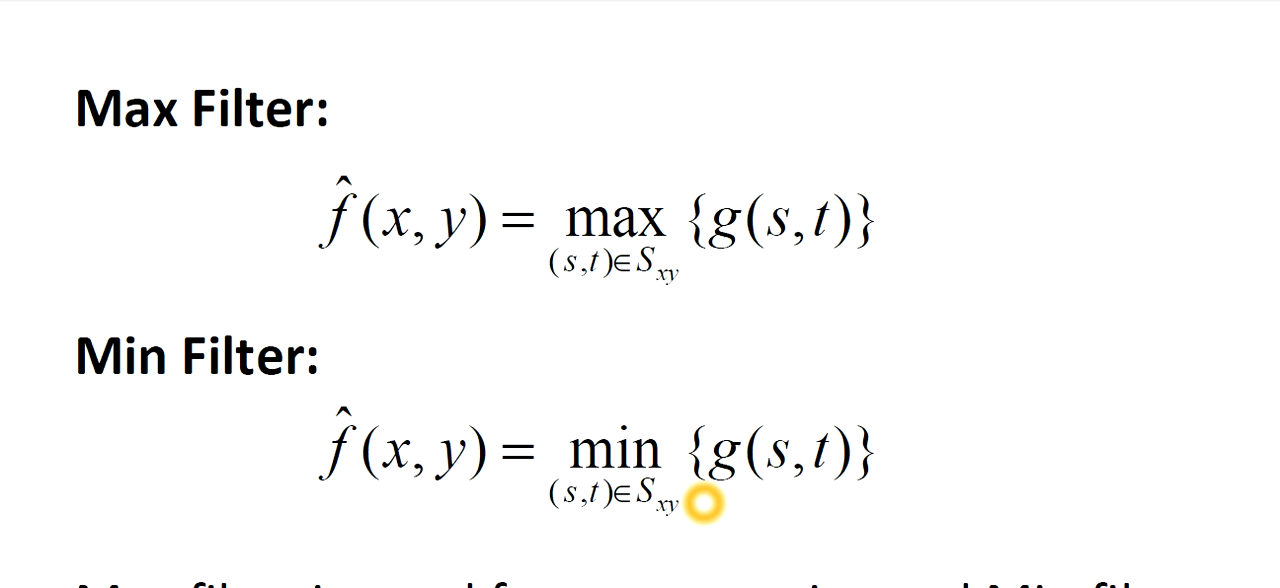 Max Filter:
f̂(x, y) = max {g(s,t)}
(s,t)∈S_xy
Min Filter:
f̂(x, y) = min {g(s,t)}
(s,t)∈S_xy